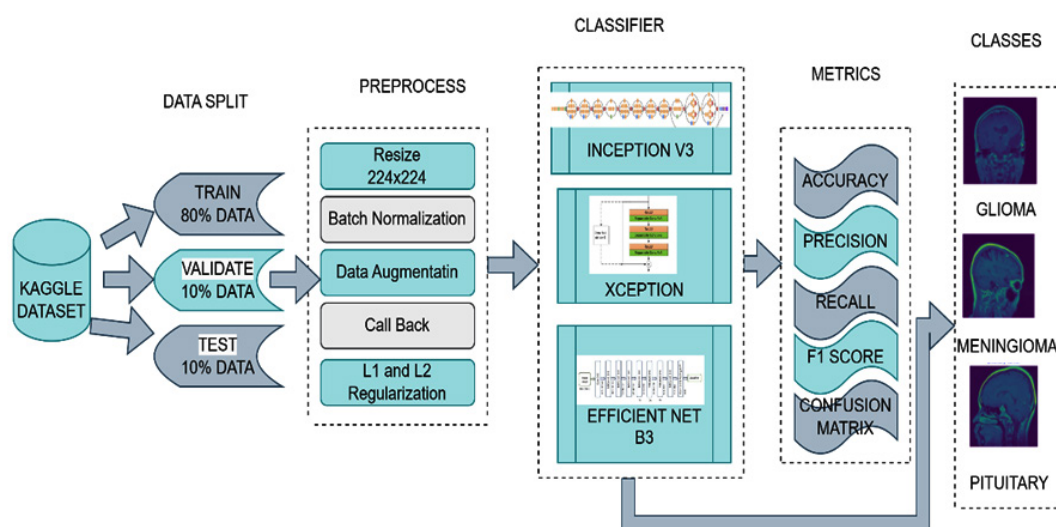 KAGGLE
DATASET
DATA SPLIT
TRAIN
80% DATA
VALIDATE
10% DATA
TEST
10% DATA
PREPROCESS
Resize
224x224
Batch Normalization
Data Augmentatin
Call Back
L1 and L2
Regularization
CLASSIFIER
INCEPTION V3
XCEPTION
EFFICIENT NET
B3
METRICS
ACCURACY
PRECISION
RECALL
F1 SCORE
CONFUSION
MATRIX
CLASSES
GLIOMA
MENINGIOMA
PITUITARY